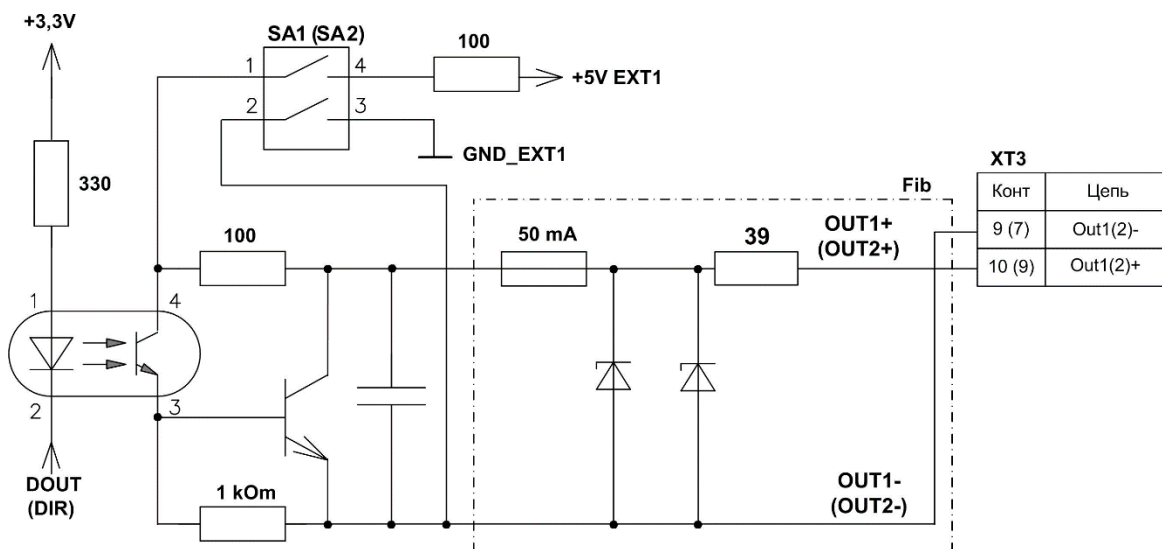 +3,3V
SA1 (SA2)
1
4
100
+5V EXT1
2
3
GND_EXT1
330
XT3
Конт
Цепь
9 (7)
Out1(2)-
10 (9)
Out1(2)+
Fib
100
50 mA
39
OUT1+
(OUT2+)
1
4
2
3
DOUT
(DIR)
1 kOm
OUT1-
(OUT2-)